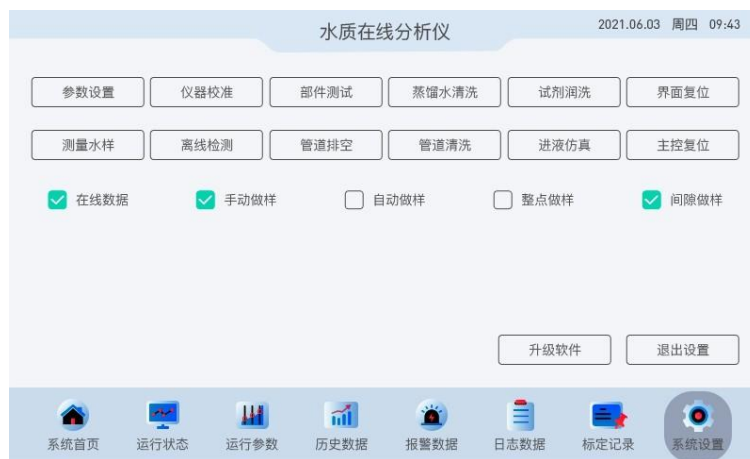 水质在线分析仪 2021.06.03 周四 09:43
参数设置 仪器校准 部件测试 蒸馏水清洗 试剂润洗 界面复位
测量水样 离线检测 管道排空 管道清洗 进液仿真 主控复位
在线数据 手动做样 自动做样 整点做样 间隙做样
升级软件 退出设置
系统首页 运行状态 运行参数 历史数据 报警数据 日志数据 标定记录 系统设置